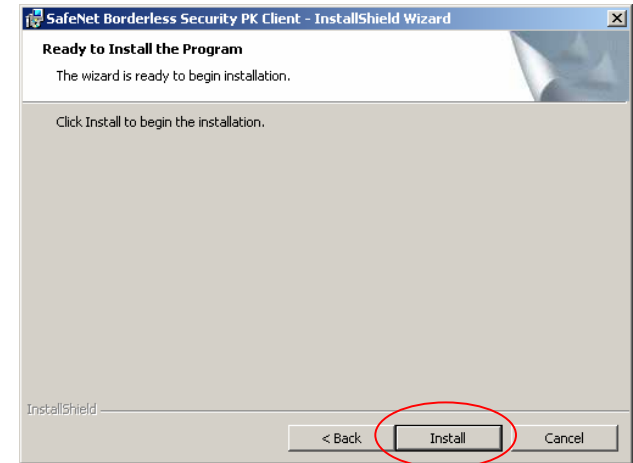 SafeNet Borderless Security PK Client - InstallShield Wizard
Ready to Install the Program
The wizard is ready to begin installation.
Click Install to begin the installation.
InstallShield
< Back Install Cancel